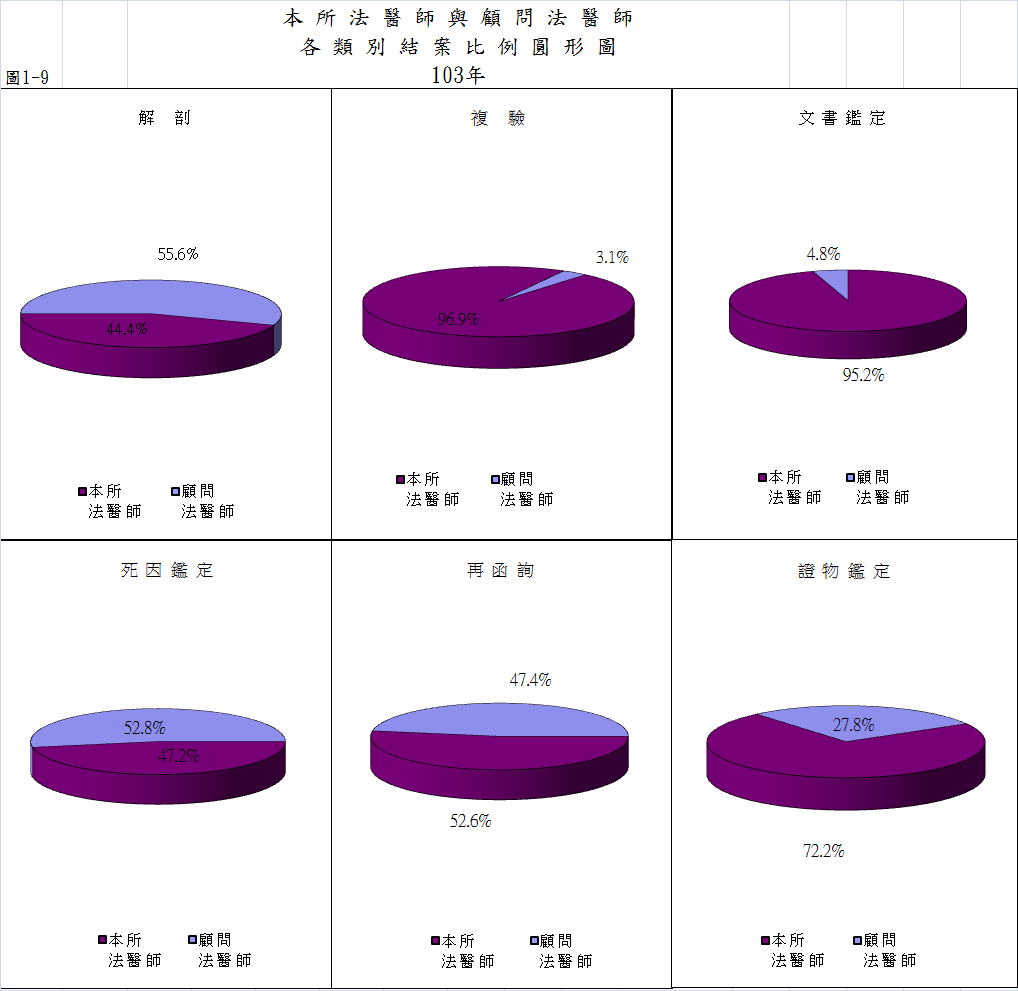 本所法醫師與顧問法醫師
各類別結案比例圓形圖
圖1-9
103年
解剖
55.6%
44.4%
本所
法醫師
顧問
法醫師
複驗
3.1%
96.9%
本所
法醫師
顧問
法醫師
文書鑑定
4.8%
95.2%
本所
法醫師
顧問
法醫師
死因鑑定
52.8%
47.2%
本所
法醫師
顧問
法醫師
再函詢
47.4%
52.6%
本所
法醫師
顧問
法醫師
證物鑑定
27.8%
72.2%
本所
法醫師
顧問
法醫師